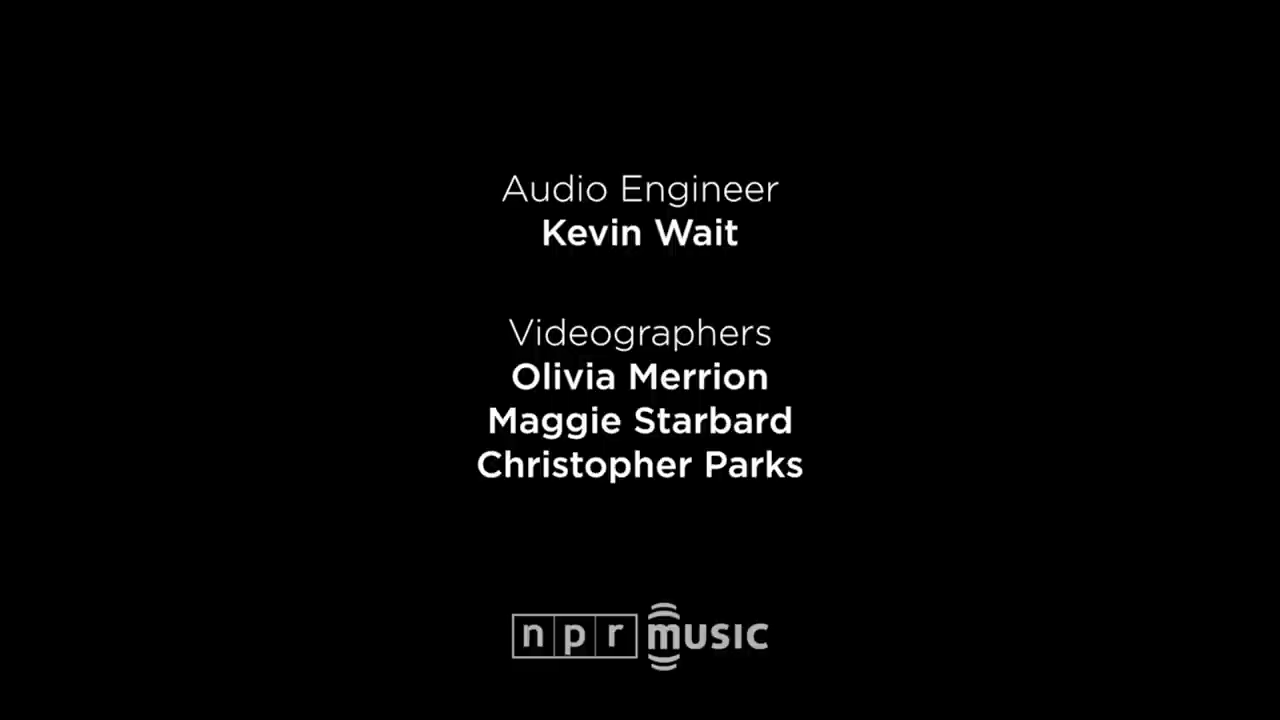 Audio Engineer
Kevin Wait
Videographers
Olivia Merrion
Maggie Starbard
Christopher Parks
npr music